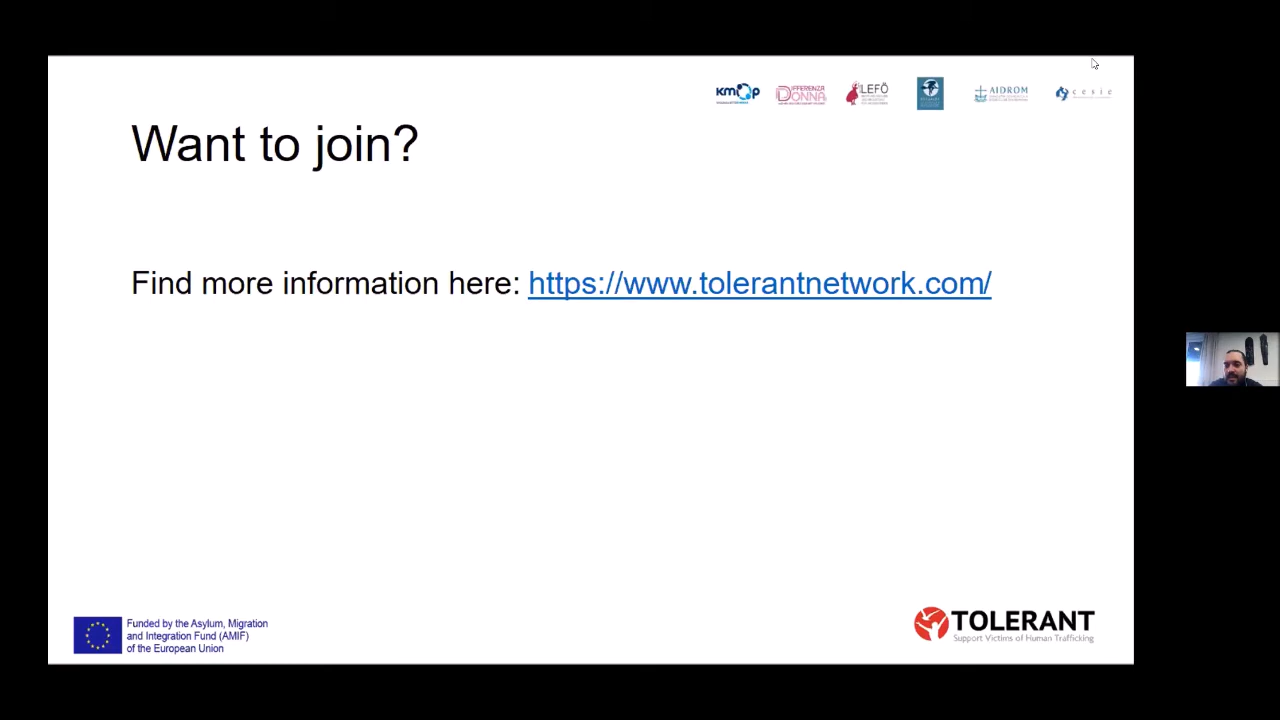 kmop
DIFFERENZA
DONNA
LEFÖ
AIDROM
cesie
Want to join?
Find more information here: https://www.tolerantnetwork.com/
Funded by the Asylum, Migration
and Integration Fund (AMIF)
of the European Union
TOLERANT
Support Victims of Human Trafficking